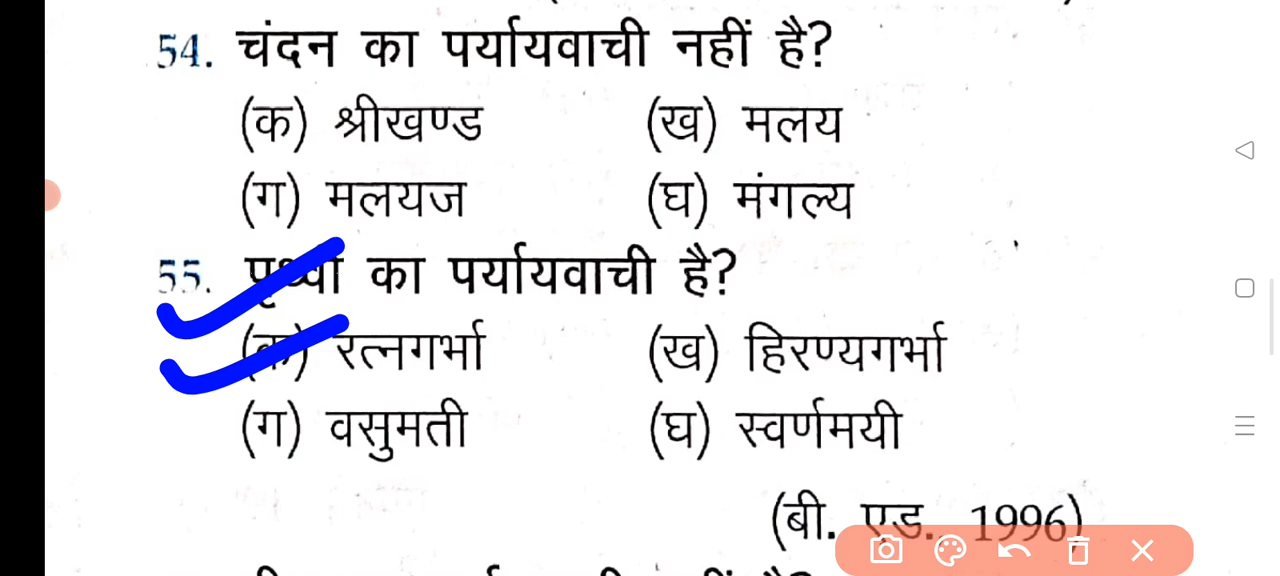 54. चंदन का पर्यायवाची नहीं है?
(क) श्रीखण्ड (ख) मलय
(ग) मलयज (घ) मंगल्य
55. पृथ्वी का पर्यायवाची है?
(क) रत्नगर्भा (ख) हिरण्यगर्भा
(ग) वसुमती (घ) स्वर्णमयी
(बी. एड. 1996)